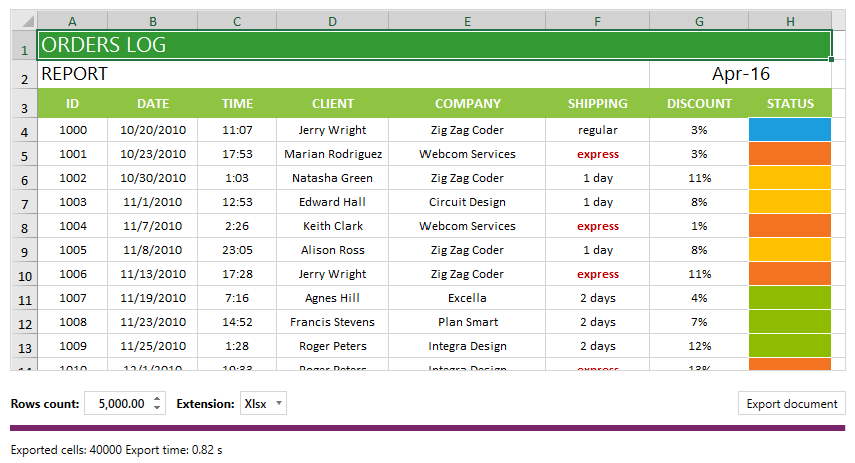 A B C D E F G H
1 ORDERS LOG
2 REPORT Apr-16
3 ID DATE TIME CLIENT COMPANY SHIPPING DISCOUNT STATUS
4 1000 10/20/2010 11:07 Jerry Wright Zig Zag Coder regular 3%
5 1001 10/23/2010 17:53 Marian Rodriguez Webcom Services express 3%
6 1002 10/30/2010 1:03 Natasha Green Zig Zag Coder 1 day 11%
7 1003 11/1/2010 12:53 Edward Hall Circuit Design 1 day 8%
8 1004 11/7/2010 2:26 Keith Clark Webcom Services express 1%
9 1005 11/8/2010 23:05 Alison Ross Zig Zag Coder 1 day 8%
10 1006 11/13/2010 17:28 Jerry Wright Zig Zag Coder express 11%
11 1007 11/19/2010 7:16 Agnes Hill Excella 2 days 4%
12 1008 11/23/2010 14:52 Francis Stevens Plan Smart 2 days 7%
13 1009 11/25/2010 1:28 Roger Peters Integra Design 2 days 12%
14 1010 12/1/2010 Roger Peters Integra Design express
Rows count: 5,000.00 Extension: Xlsx Export document
Exported cells: 40000 Export time: 0.82 s